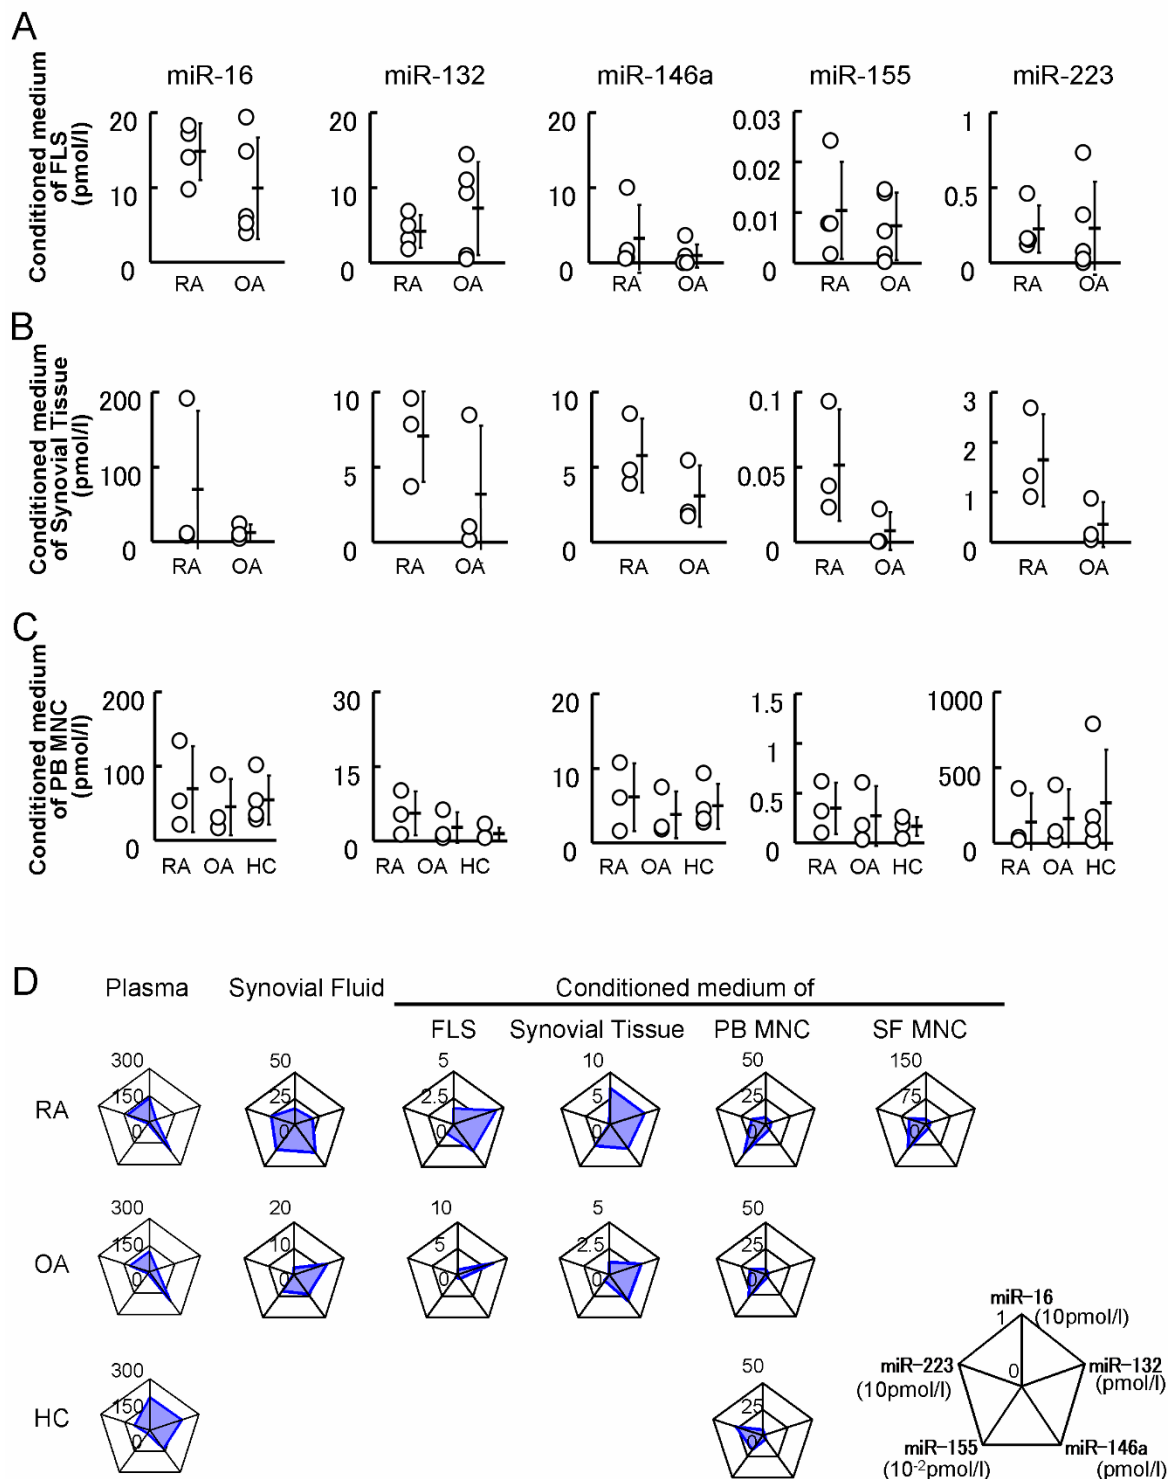 A
miR-16 miR-132 miR-146a miR-155 miR-223
Conditioned medium
of FLS
(pmol/l)
20 20 20 0.03 1
0.02
10 10 10 0.5
0.01
0 0 0 0 0
RA OA RA OA RA OA RA OA RA OA
B
Conditioned medium
of Synovial Tissue
(pmol/l)
200 10 10 0.1 3
2
100 5 5 0.05
1
0 0 0 0 0
RA OA RA OA RA OA RA OA RA OA
C
Conditioned medium
of PB MNC
(pmol/l)
200 30 20 1.5 1000
1
100 15 10 500
0.5
0 0 0 0 0
RA OA HC RA OA HC RA OA HC RA OA HC RA OA HC
D
Plasma Synovial Fluid Conditioned medium of
FLS Synovial Tissue PB MNC SF MNC
300 50 5 10 50 150
150 25 2.5 5 25 75
RA
0 0 0 0 0 0
300 20 10 5 50
150 10 5 2.5 25
OA
0 0 0 0 0
300 50
150 25
HC
0 0
miR-16
1 (10pmol/l)
0
miR-223 miR-132
(10pmol/l) (pmol/l)
miR-155 miR-146a
(10⁻²pmol/l) (pmol/l)